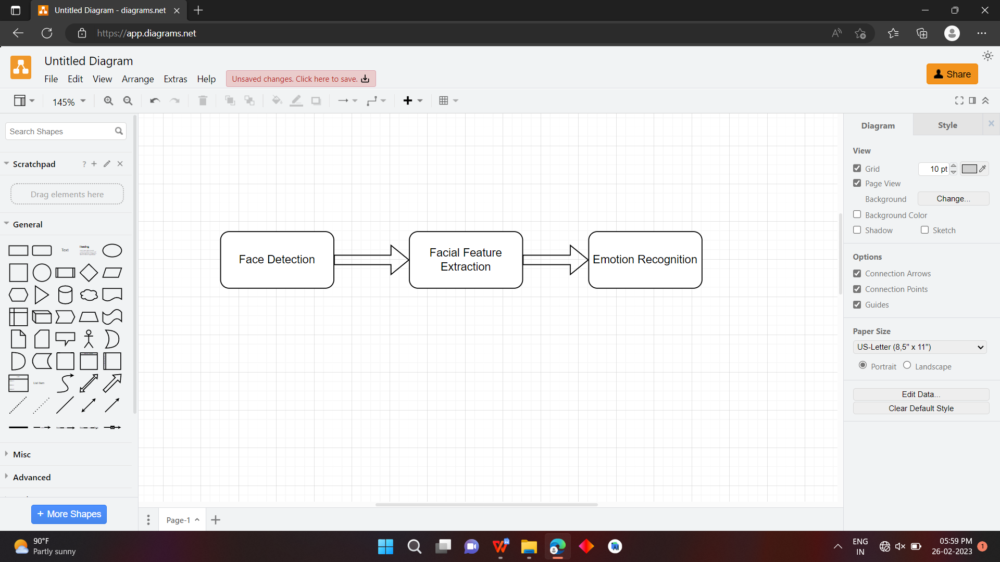 Untitled Diagram - diagrams.net
https://app.diagrams.net
Untitled Diagram
File Edit View Arrange Extras Help
Unsaved changes. Click here to save.
Share
145%
Search Shapes
Scratchpad
?
Drag elements here
General
Text
Heading
List Item
Misc
Advanced
+ More Shapes
Face Detection
Facial Feature
Extraction
Emotion Recognition
Page-1
Diagram
Style
View
Grid
10 pt
Page View
Background
Change...
Background Color
Shadow
Sketch
Options
Connection Arrows
Connection Points
Guides
Paper Size
US-Letter (8,5" x 11")
Portrait
Landscape
Edit Data...
Clear Default Style
90°F
Partly sunny
ENG
IN
05:59 PM
26-02-2023
1